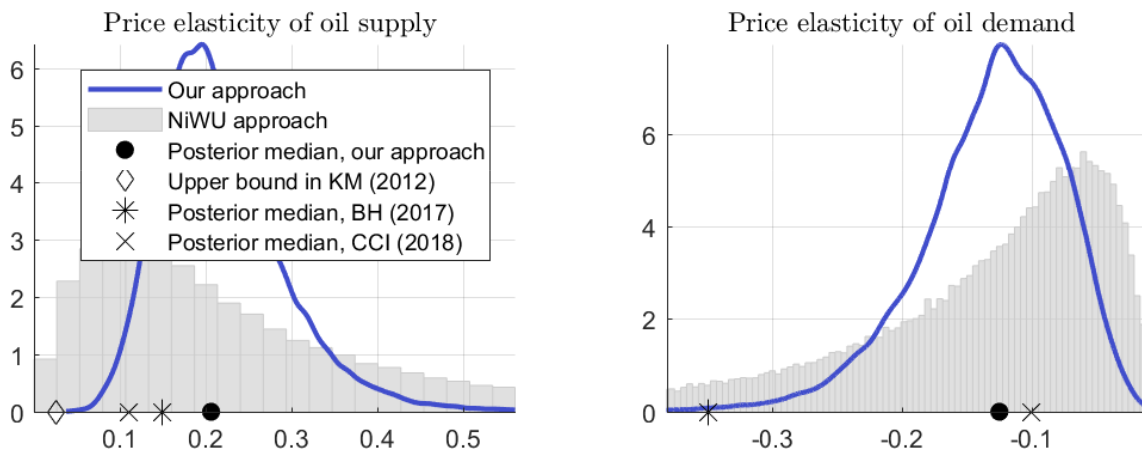 Price elasticity of oil supply
6
5
4
3
2
1
0
0.1 0.2 0.3 0.4 0.5
Our approach
NiWU approach
Posterior median, our approach
Upper bound in KM (2012)
Posterior median, BH (2017)
Posterior median, CCI (2018)
Price elasticity of oil demand
6
4
2
0
-0.3 -0.2 -0.1